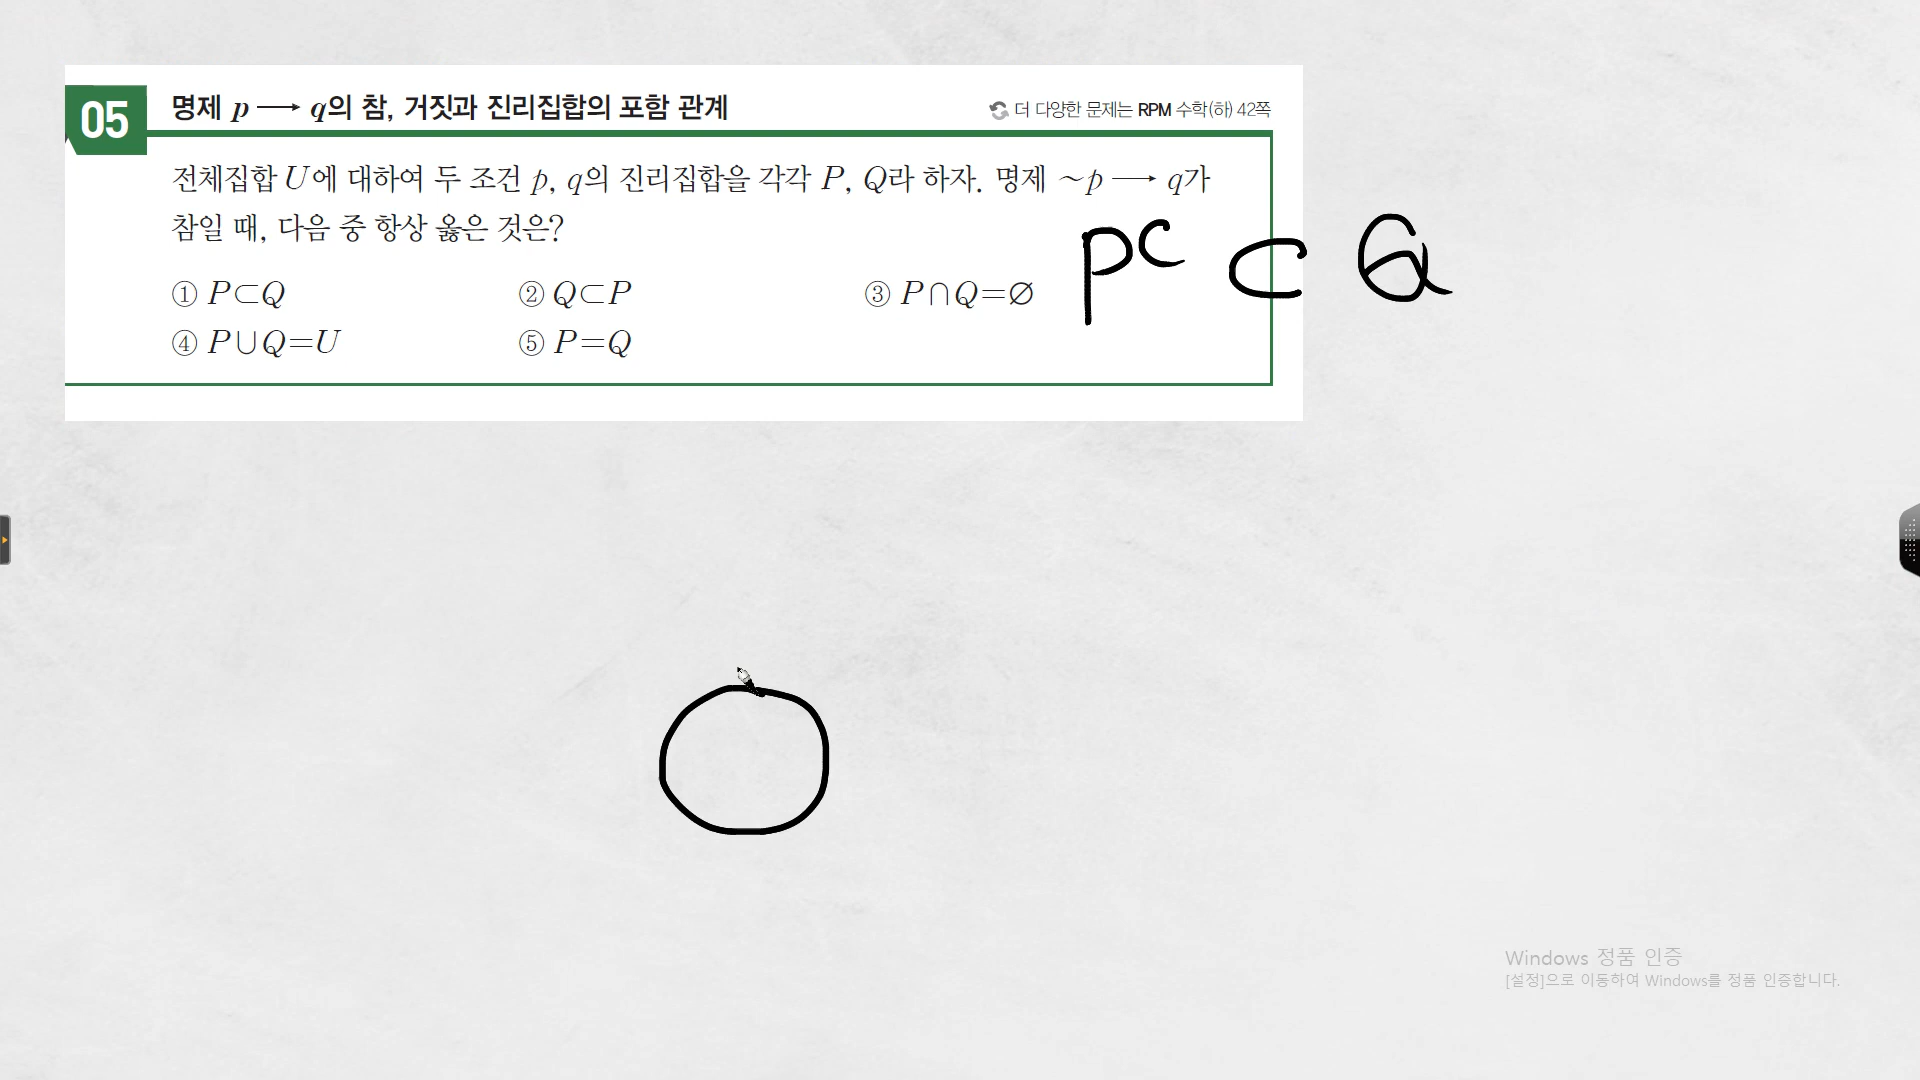 05 명제 p → q의 참, 거짓과 진리집합의 포함 관계 더 다양한 문제는 RPM 수학(하) 42쪽
전체집합 U에 대하여 두 조건 p, q의 진리집합을 각각 P, Q라 하자. 명제 ~p → q가
참일 때, 다음 중 항상 옳은 것은?
P^C ⊂ Q
① P⊂Q ② Q⊂P ③ P∩Q=∅
④ P∪Q=U ⑤ P=Q
Windows 정품 인증
[설정]으로 이동하여 Windows를 정품 인증합니다.